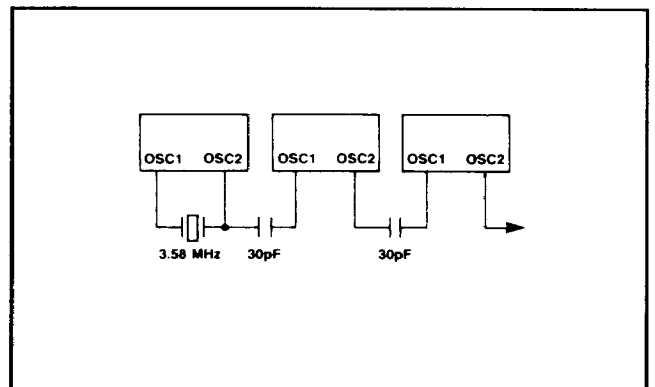 OSC1 OSC2 OSC1 OSC2 OSC1 OSC2
3.58 MHz 30pF 30pF